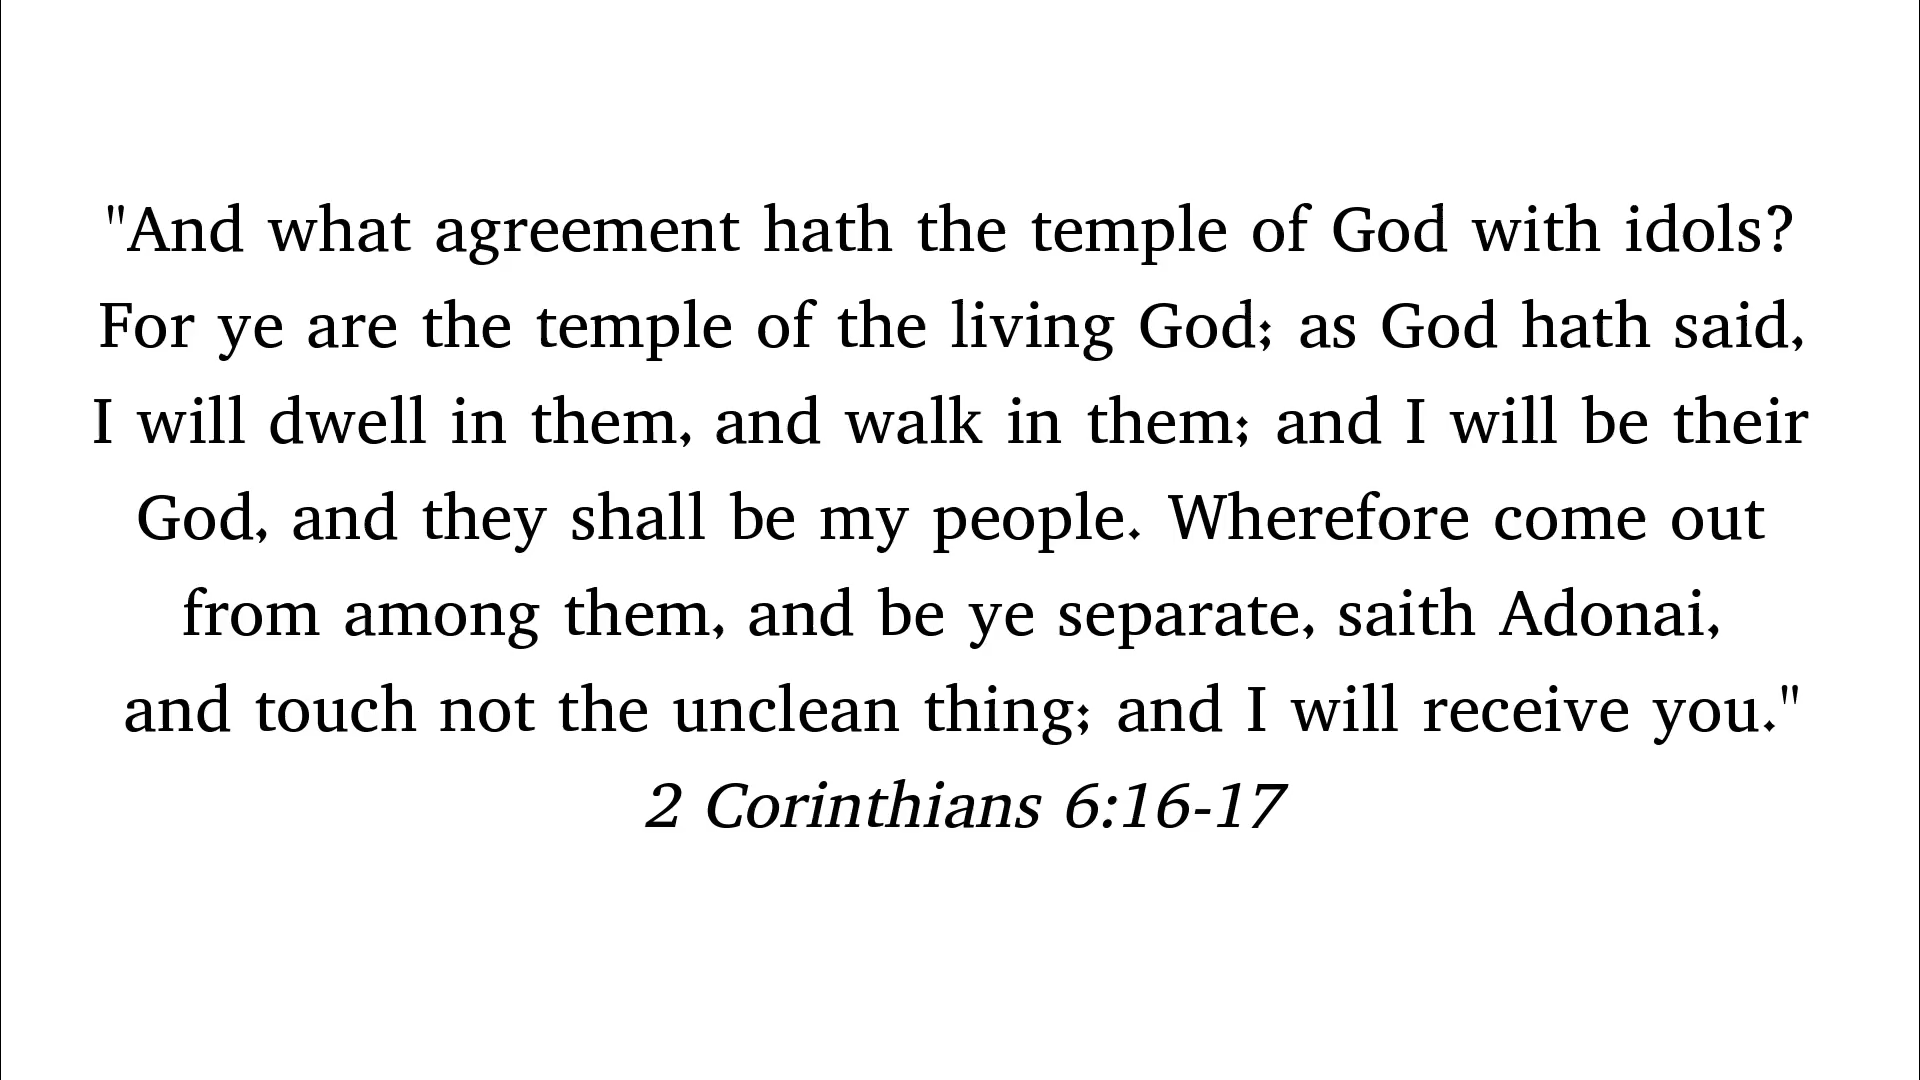 "And what agreement hath the temple of God with idols?
For ye are the temple of the living God; as God hath said,
I will dwell in them, and walk in them; and I will be their
God, and they shall be my people. Wherefore come out
from among them, and be ye separate, saith Adonai,
and touch not the unclean thing; and I will receive you."
2 Corinthians 6:16-17